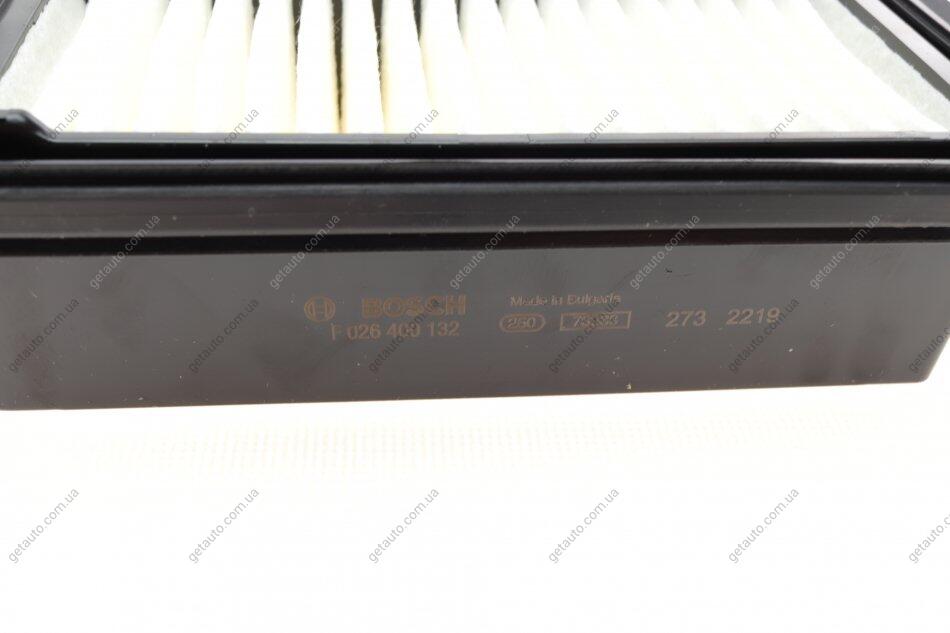 BOSCH
F 026 400 132
Made in Bulgaria
250
273 2219
getauto.com.ua